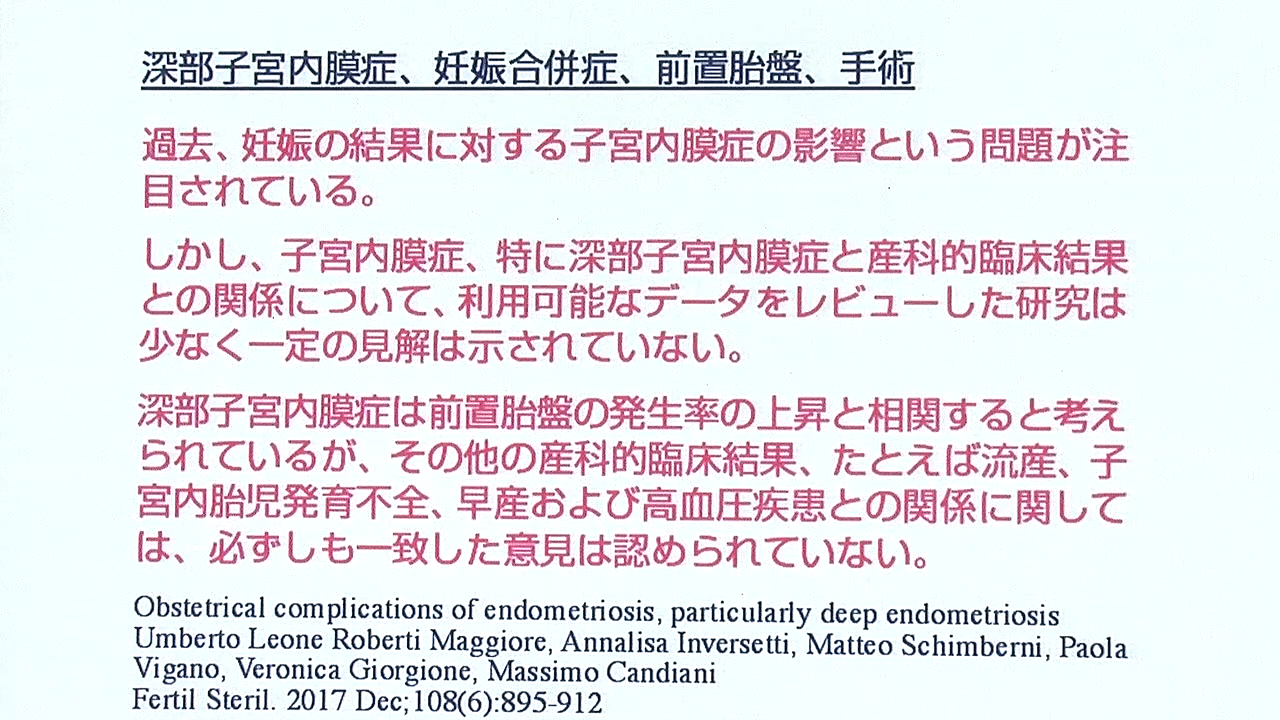 深部子宮内膜症、妊娠合併症、前置胎盤、手術
過去、妊娠の結果に対する子宮内膜症の影響という問題が注
目されている。
しかし、子宮内膜症、特に深部子宮内膜症と産科的臨床結果
との関係について、利用可能なデータをレビューした研究は
少なく一定の見解は示されていない。
深部子宮内膜症は前置胎盤の発生率の上昇と相関すると考え
られているが、その他の産科的臨床結果、たとえば流産、子
宮内胎児発育不全、早産および高血圧疾患との関係に関して
は、必ずしも一致した意見は認められていない。
Obstetrical complications of endometriosis, particularly deep endometriosis
Umberto Leone Roberti Maggiore, Annalisa Inversetti, Matteo Schimberni, Paola
Vigano, Veronica Giorgione, Massimo Candiani
Fertil Steril. 2017 Dec;108(6):895-912